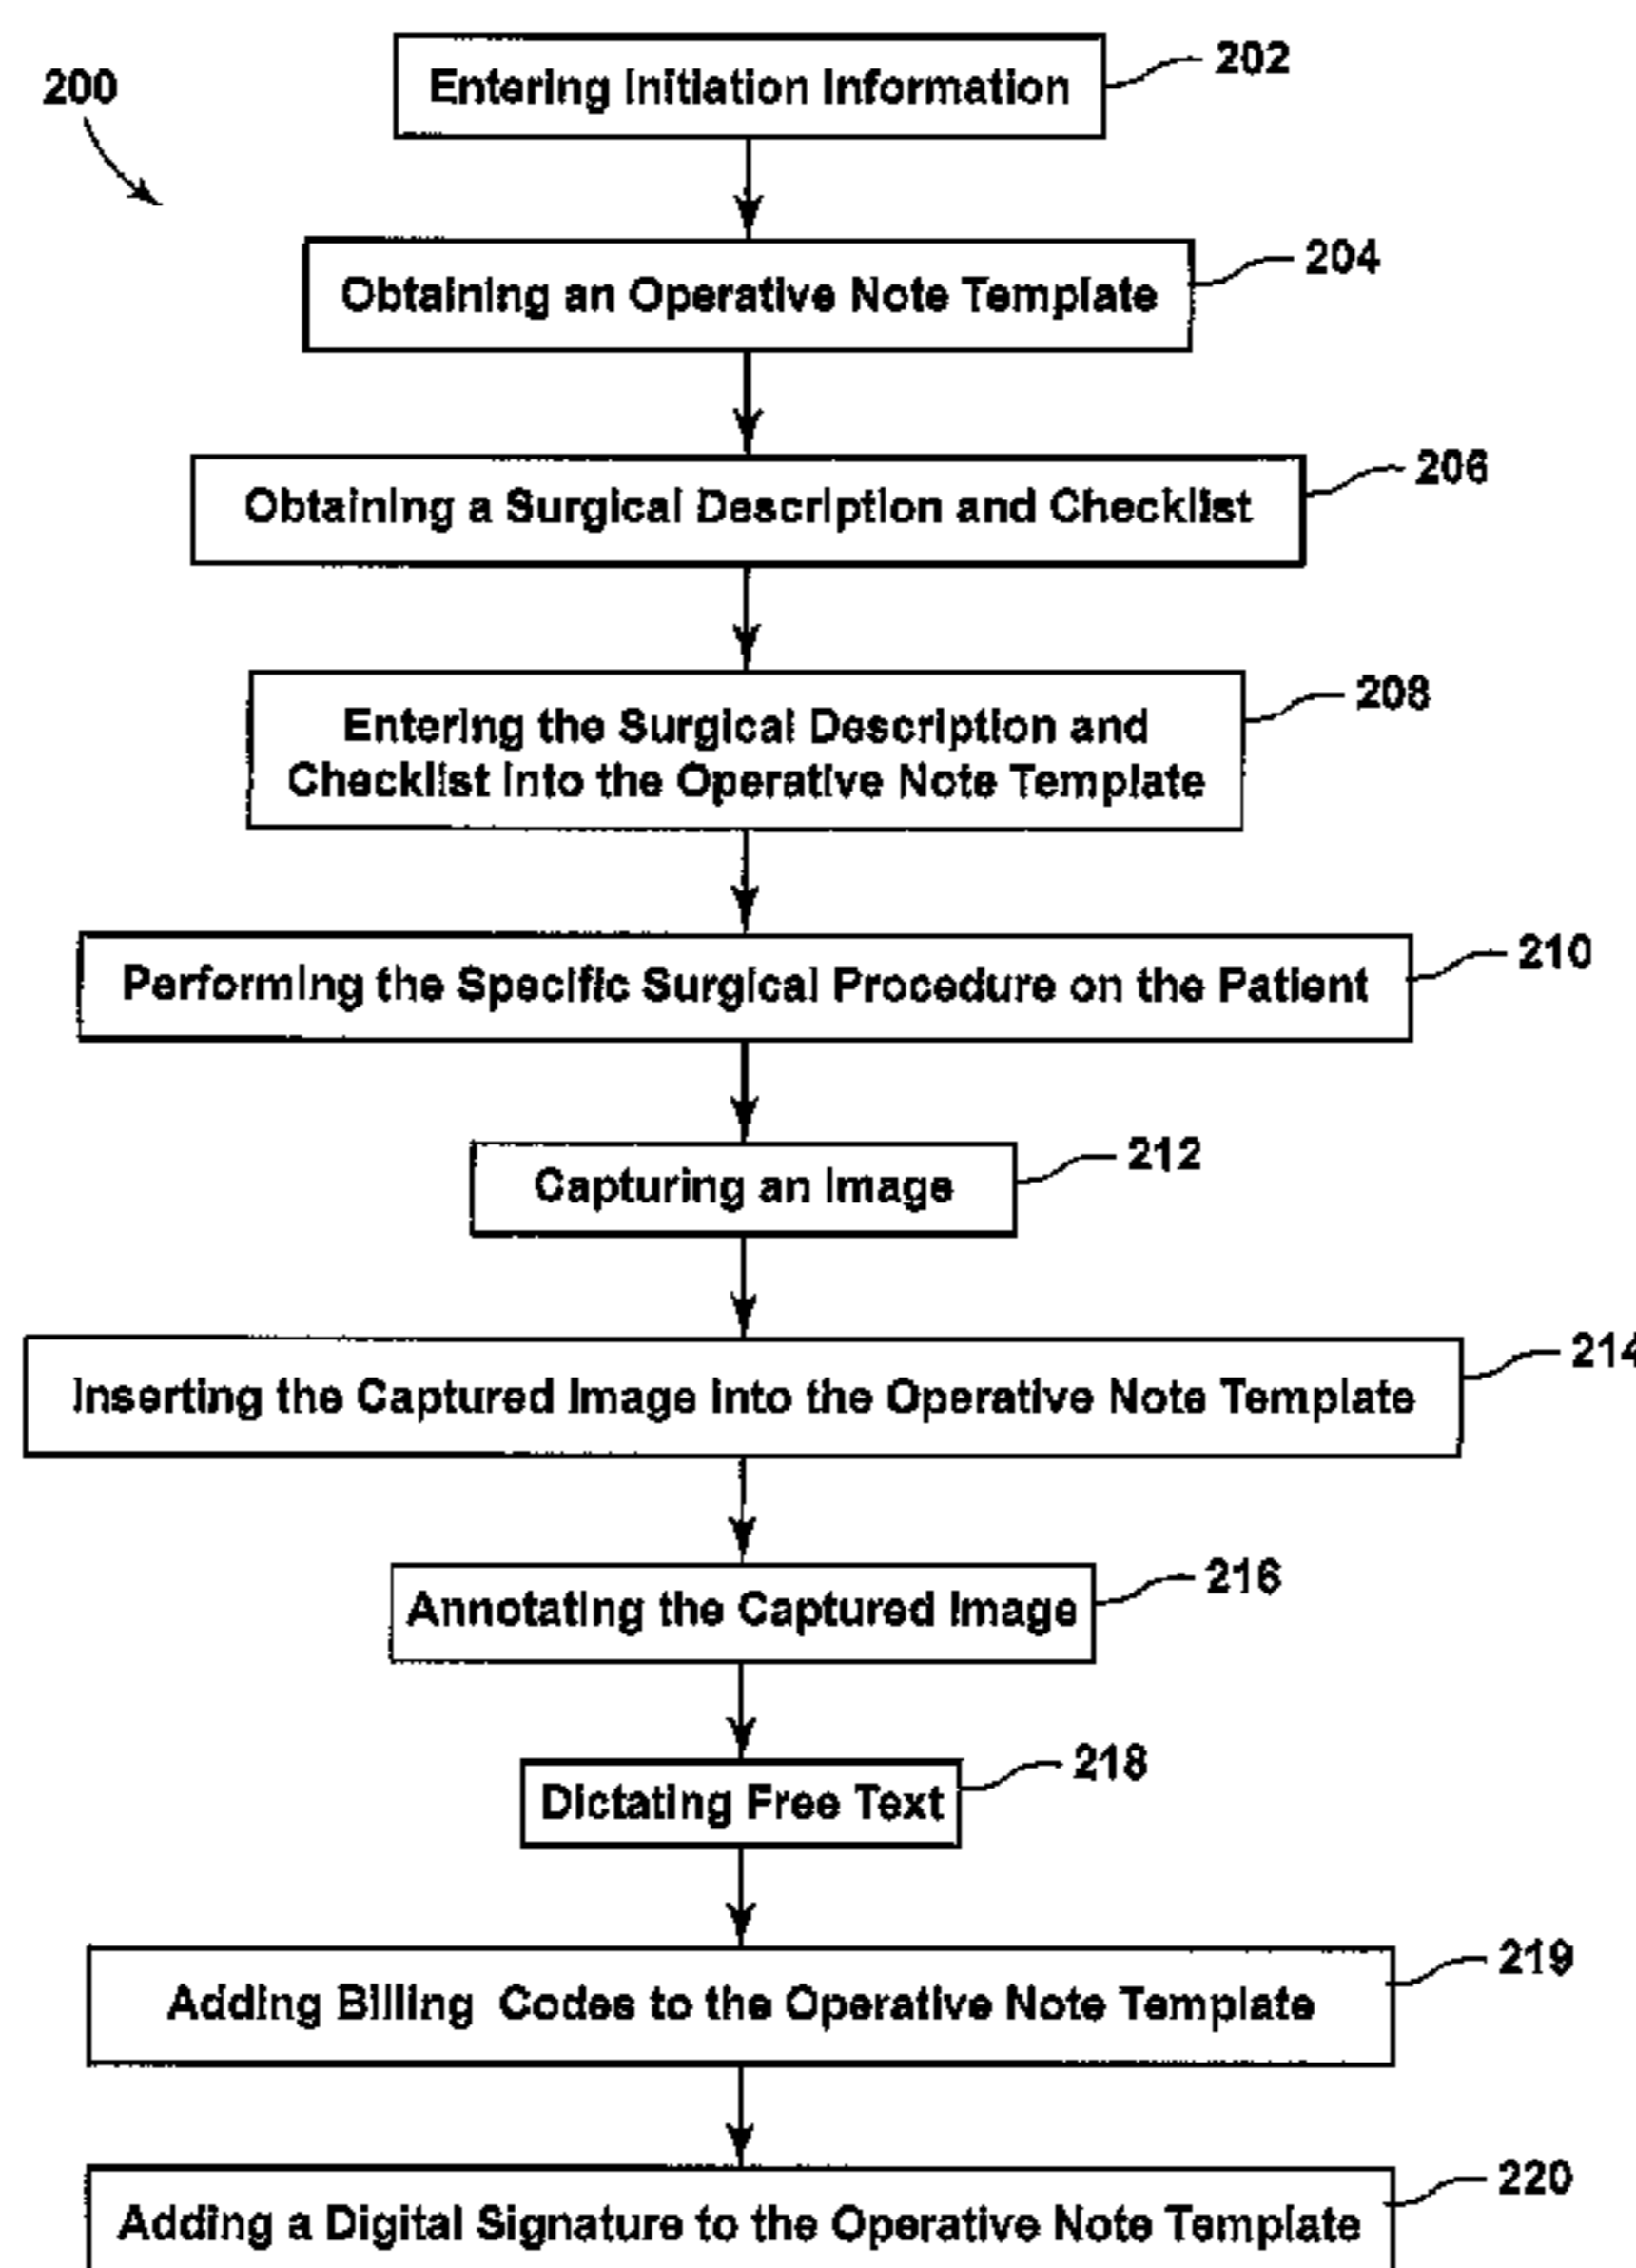 200
Entering Initiation Information
202
Obtaining an Operative Note Template
204
Obtaining a Surgical Description and Checklist
206
Entering the Surgical Description and
Checklist into the Operative Note Template
208
Performing the Specific Surgical Procedure on the Patient
210
Capturing an Image
212
Inserting the Captured Image into the Operative Note Template
214
Annotating the Captured Image
216
Dictating Free Text
218
Adding Billing Codes to the Operative Note Template
219
Adding a Digital Signature to the Operative Note Template
220